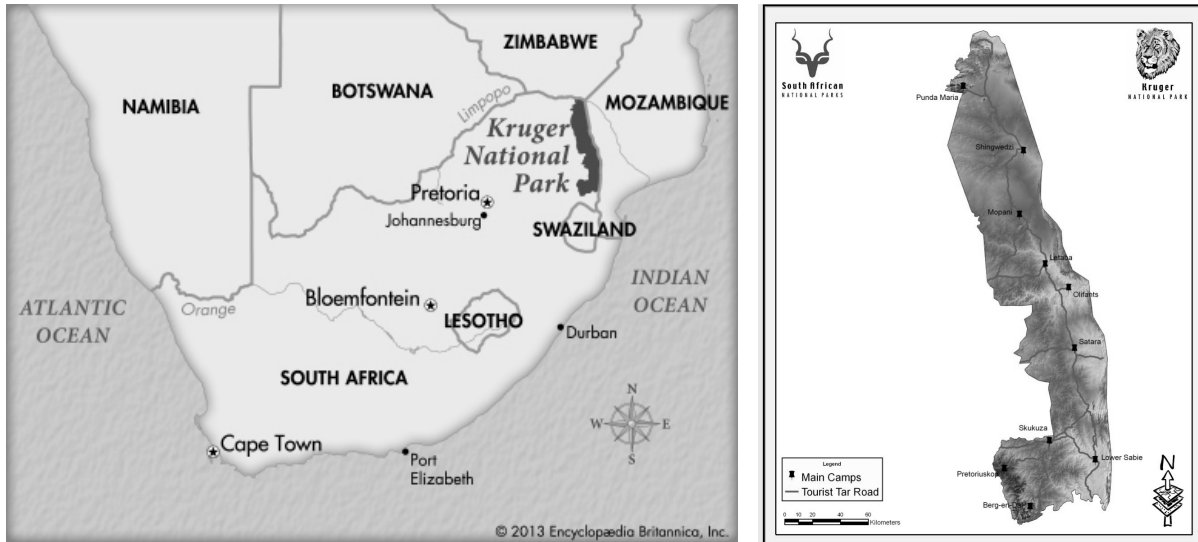 ZIMBABWE
BOTSWANA
NAMIBIA
MOZAMBIQUE
Limpopo
Kruger
National
Park
Pretoria
Johannesburg
SWAZILAND
INDIAN
OCEAN
ATLANTIC
OCEAN
Orange
Bloemfontein
LESOTHO
Durban
SOUTH AFRICA
N
W
E
S
Cape Town
Port
Elizabeth
© 2013 Encyclopædia Britannica, Inc.
South African
NATIONAL PARKS
Kruger
NATIONAL PARK
Punda Maria
Shingwedzi
Mopani
Letaba
Olifants
Satara
Skukuza
Lower Sabie
Pretoriuskop
Berg-en-Dal
Legend
Main Camps
Tourist Tar Road
0 10 20 40 60
Kilometers
N